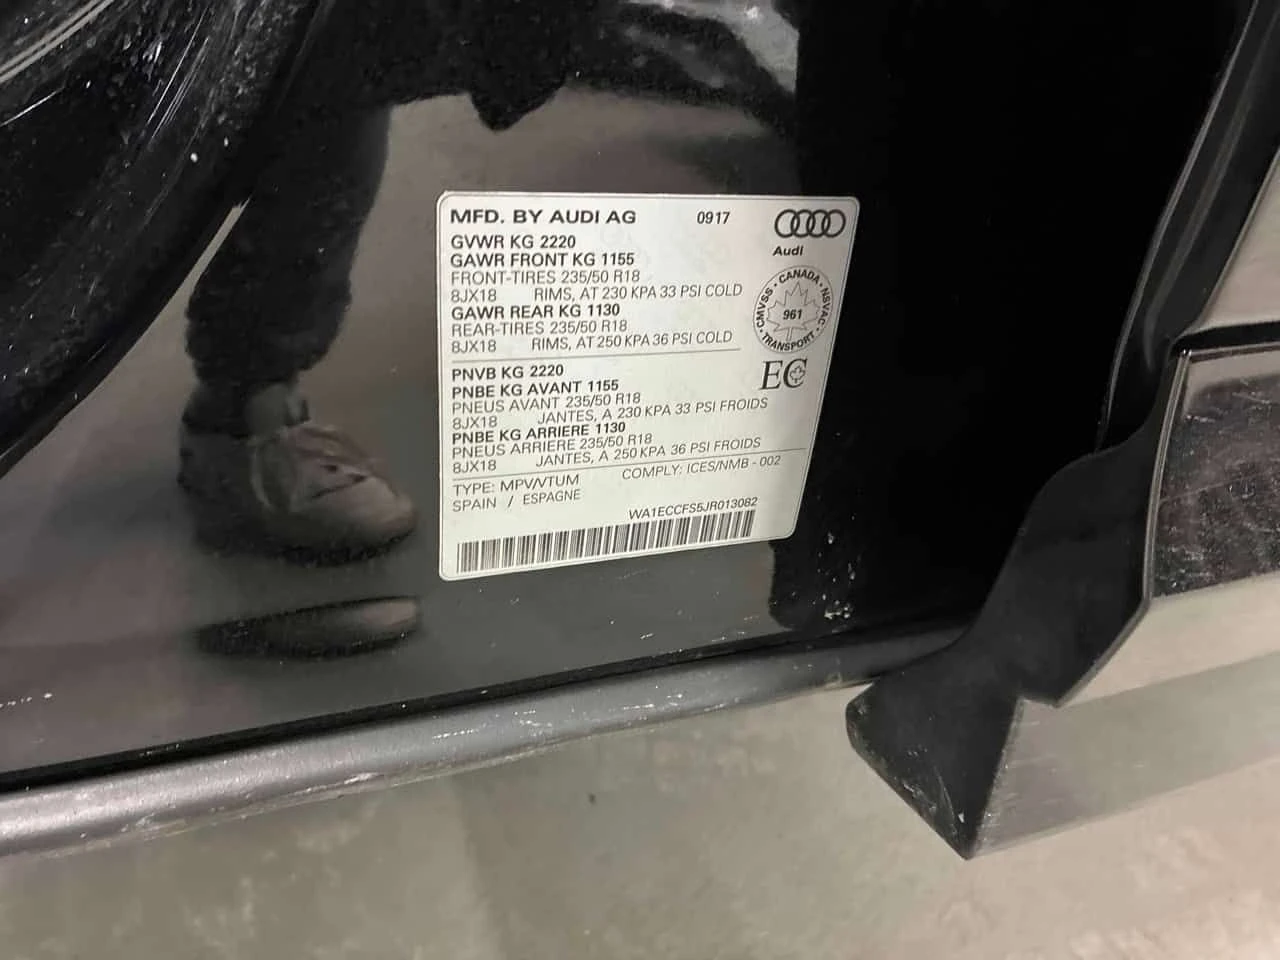 MFD. BY AUDI AG 0917
Audi
GVWR KG 2220
GAWR FRONT KG 1155
FRONT-TIRES 235/50 R18
8JX18 RIMS, AT 230 KPA 33 PSI COLD
GAWR REAR KG 1130
REAR-TIRES 235/50 R18
8JX18 RIMS, AT 250 KPA 36 PSI COLD
CMVSS · CANADA · NSVAC · TRANSPORT ·
961
PNVB KG 2220
EC
PNBE KG AVANT 1155
PNEUS AVANT 235/50 R18
8JX18 JANTES, A 230 KPA 33 PSI FROIDS
PNBE KG ARRIERE 1130
PNEUS ARRIERE 235/50 R18
8JX18 JANTES, A 250 KPA 36 PSI FROIDS
TYPE: MPV/VTUM COMPLY: ICES/NMB - 002
SPAIN / ESPAGNE
WA1ECCFS5JR013082